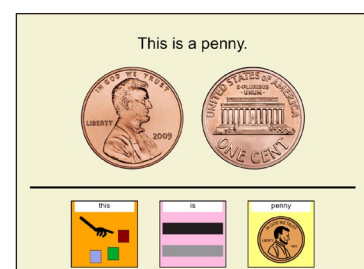 This is a penny.
IN GOD WE TRUST
LIBERTY
2009
UNITED STATES of AMERICA
E·PLURIBUS
·UNUM·
ONE CENT
this is penny